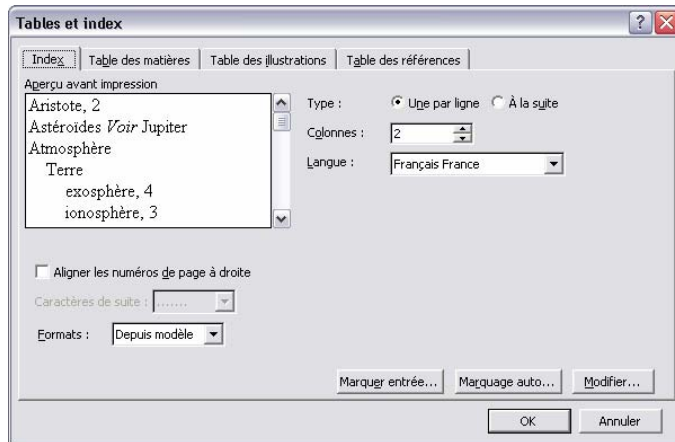 Tables et index
Index
Table des matières
Table des illustrations
Table des références
Aperçu avant impression
Aristote, 2
Astéroïdes Voir Jupiter
Atmosphère
Terre
exosphère, 4
ionosphère, 3
Type :
Une par ligne
À la suite
Colonnes :
2
Langue :
Français France
Aligner les numéros de page à droite
Caractères de suite :
.......
Formats :
Depuis modèle
Marquer entrée...
Marquage auto...
Modifier...
OK
Annuler